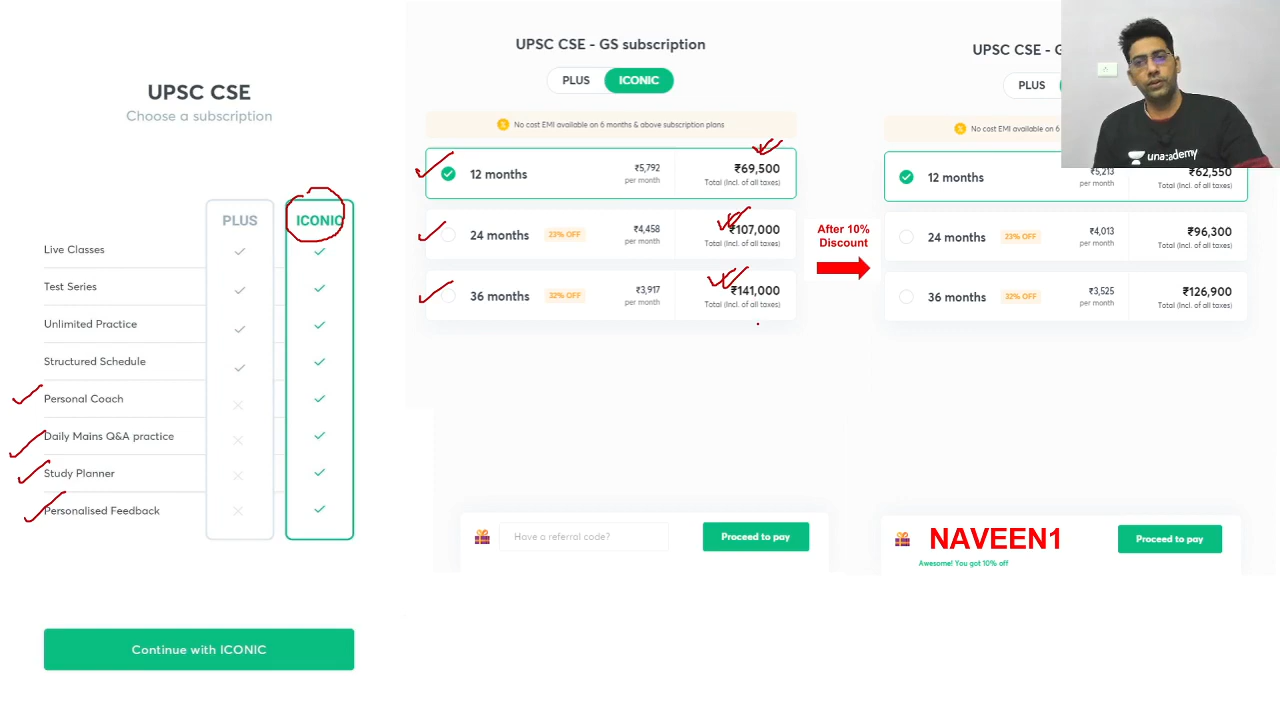 UPSC CSE
Choose a subscription
PLUS
ICONIC
Live Classes
Test Series
Unlimited Practice
Structured Schedule
Personal Coach
Daily Mains Q&A practice
Study Planner
Personalised Feedback
Continue with ICONIC
UPSC CSE - GS subscription
PLUS
ICONIC
No cost EMI available on 6 months & above subscription plans
12 months
₹5,792
per month
₹69,500
Total (Incl. of all taxes)
24 months
23% OFF
₹4,458
per month
₹107,000
Total (Incl. of all taxes)
36 months
32% OFF
₹3,917
per month
₹141,000
Total (Incl. of all taxes)
Have a referral code?
Proceed to pay
After 10%
Discount
UPSC CSE - G
PLUS
No cost EMI available on 6
12 months
₹5,213
per month
₹62,550
Total (Incl. of all taxes)
24 months
23% OFF
₹4,013
per month
₹96,300
Total (Incl. of all taxes)
36 months
32% OFF
₹3,525
per month
₹126,900
Total (Incl. of all taxes)
NAVEEN1
Awesome! You got 10% off
Proceed to pay
unacademy